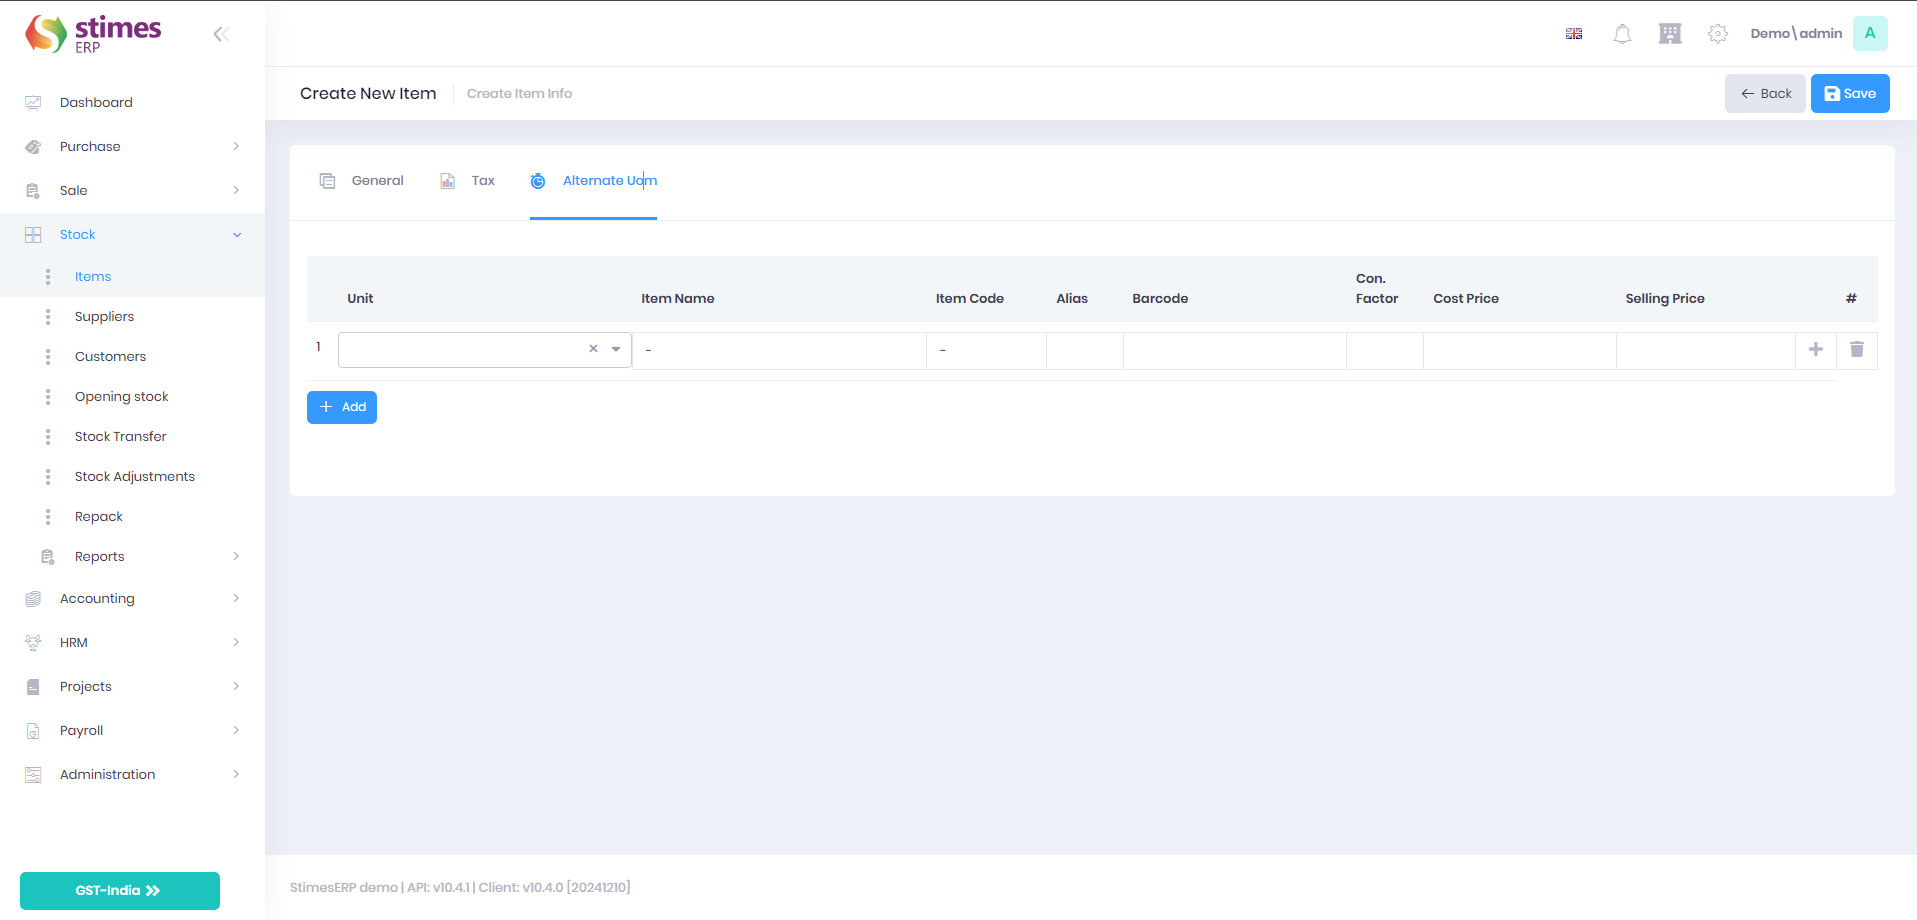 stimes
ERP
Demo\admin
A
Create New Item
Create Item Info
Back
Save
Dashboard
Purchase
Sale
Stock
Items
Suppliers
Customers
Opening stock
Stock Transfer
Stock Adjustments
Repack
Reports
Accounting
HRM
Projects
Payroll
Administration
GST-India
General
Tax
Alternate Uom
Unit
Item Name
Item Code
Alias
Barcode
Con.
Factor
Cost Price
Selling Price
#
1
-
-
Add
StimesERP demo | API: v10.4.1 | Client: v10.4.0 [20241210]